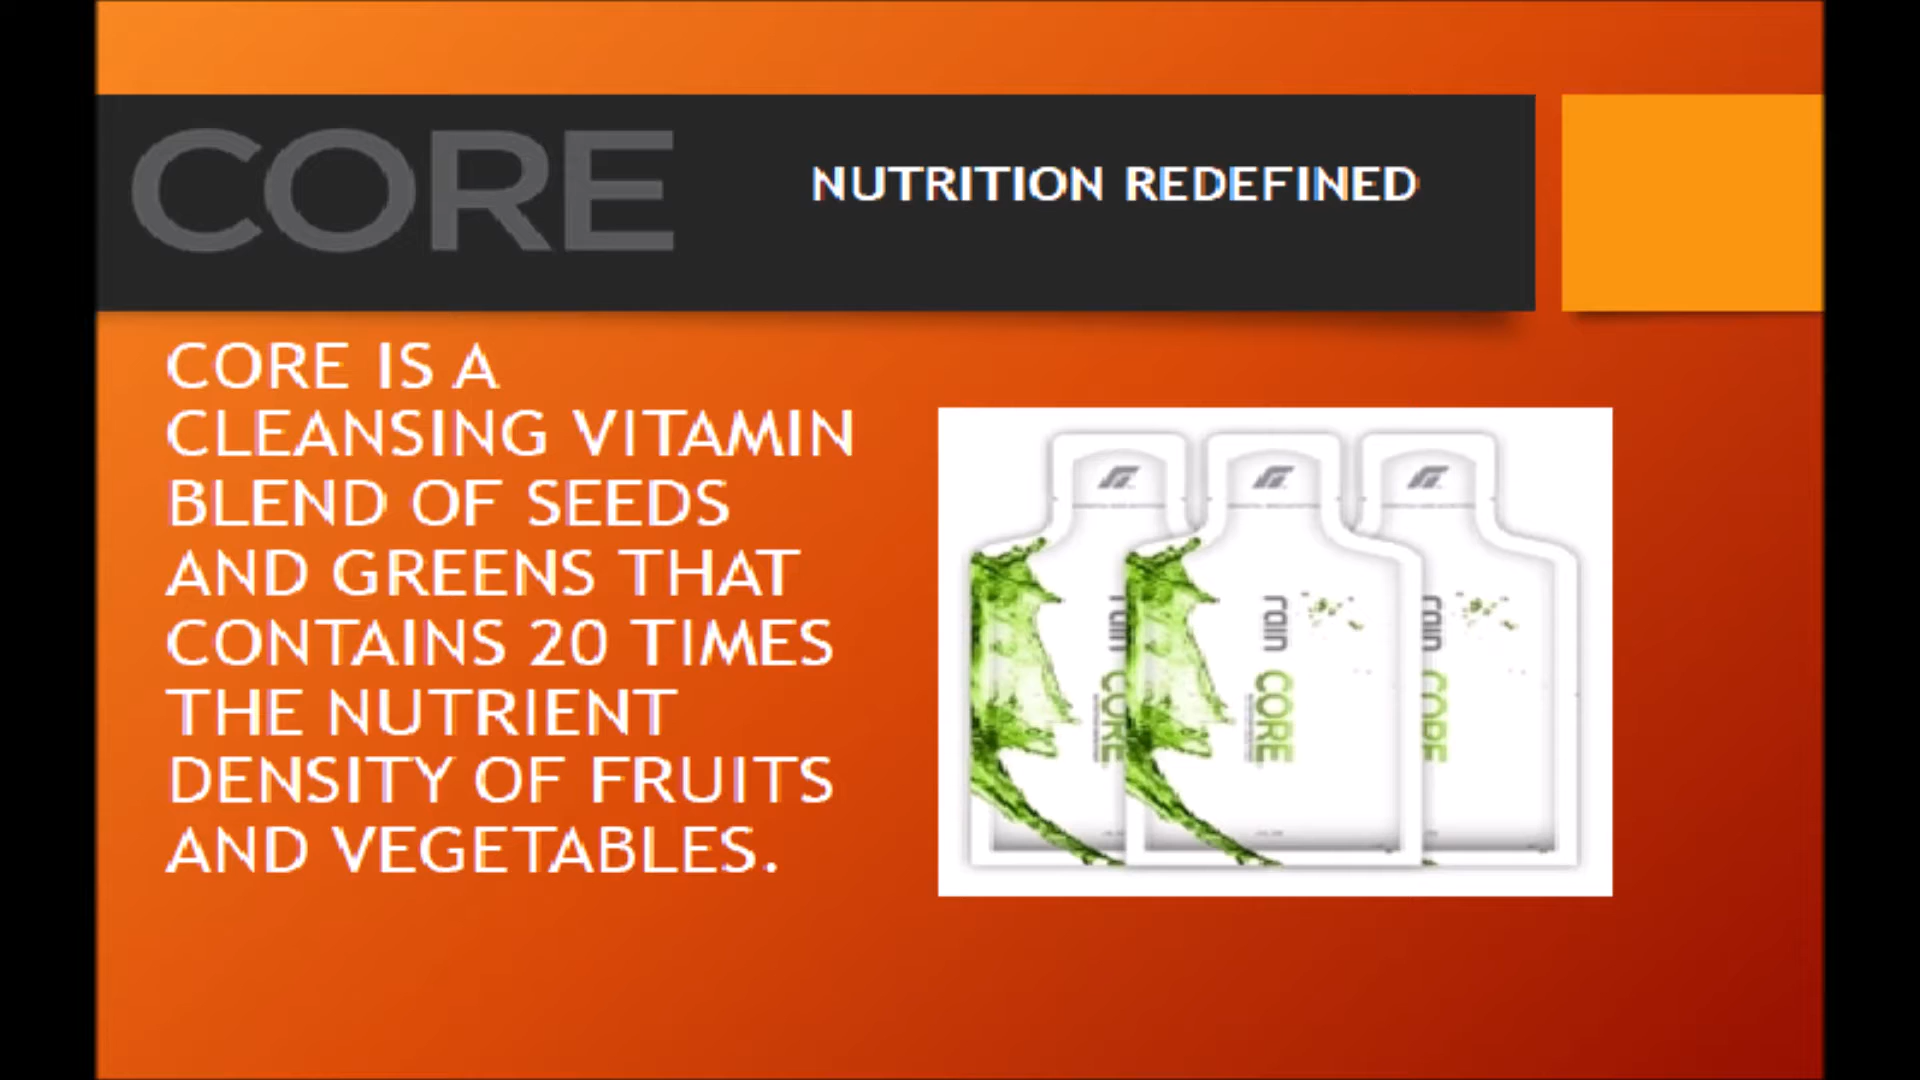 CORE
NUTRITION REDEFINED
CORE IS A
CLEANSING VITAMIN
BLEND OF SEEDS
AND GREENS THAT
CONTAINS 20 TIMES
THE NUTRIENT
DENSITY OF FRUITS
AND VEGETABLES.
rain CORE
rain CORE
rain CORE